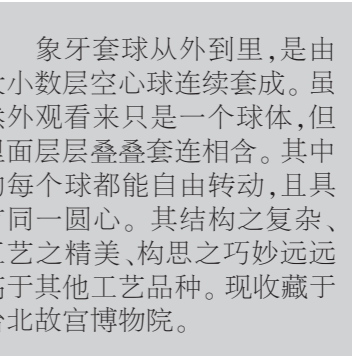 象牙套球从外到里,是由
大小数层空心球连续套成。虽
然外观看来只是一个球体,但
里面层层叠叠套连相含。其中
的每个球都能自由转动,且具
有同一圆心。其结构之复杂、
工艺之精美、构思之巧妙远远
高于其他工艺品种。现收藏于
台北故宫博物院。